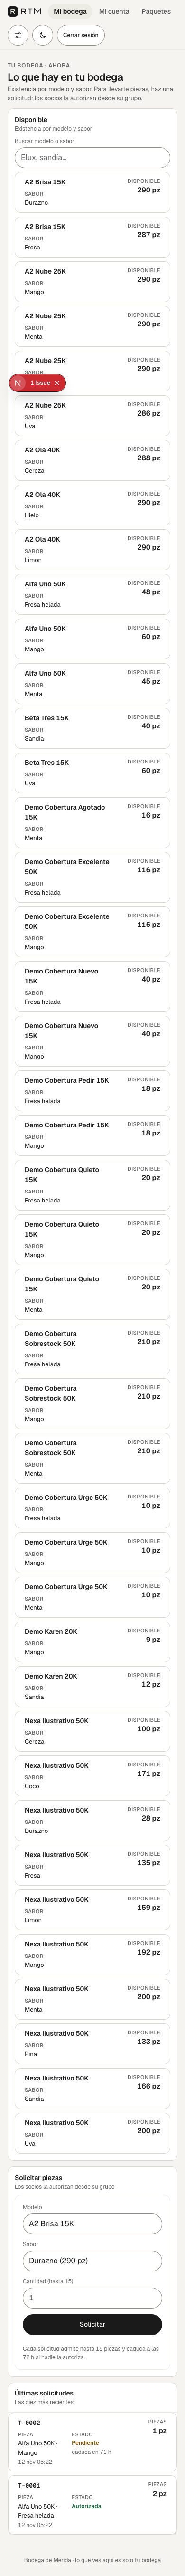 R RTM
Mi bodega
Mi cuenta
Paquetes
Cerrar sesión
TU BODEGA · AHORA
Lo que hay en tu bodega
Existencia por modelo y sabor. Para llevarte piezas, haz una solicitud: los socios la autorizan desde su grupo.
Disponible
Existencia por modelo y sabor
Buscar modelo o sabor
Elux, sandía...
A2 Brisa 15K
DISPONIBLE
290 pz
SABOR
Durazno
A2 Brisa 15K
DISPONIBLE
287 pz
SABOR
Fresa
A2 Nube 25K
DISPONIBLE
290 pz
SABOR
Mango
A2 Nube 25K
DISPONIBLE
290 pz
SABOR
Menta
A2 Nube 25K
DISPONIBLE
290 pz
SABOR
N 1 Issue ×
A2 Nube 25K
DISPONIBLE
286 pz
SABOR
Uva
A2 Ola 40K
DISPONIBLE
288 pz
SABOR
Cereza
A2 Ola 40K
DISPONIBLE
290 pz
SABOR
Hielo
A2 Ola 40K
DISPONIBLE
290 pz
SABOR
Limon
Alfa Uno 50K
DISPONIBLE
48 pz
SABOR
Fresa helada
Alfa Uno 50K
DISPONIBLE
60 pz
SABOR
Mango
Alfa Uno 50K
DISPONIBLE
45 pz
SABOR
Menta
Beta Tres 15K
DISPONIBLE
40 pz
SABOR
Sandia
Beta Tres 15K
DISPONIBLE
60 pz
SABOR
Uva
Demo Cobertura Agotado
15K
DISPONIBLE
16 pz
SABOR
Menta
Demo Cobertura Excelente
50K
DISPONIBLE
116 pz
SABOR
Fresa helada
Demo Cobertura Excelente
50K
DISPONIBLE
116 pz
SABOR
Mango
Demo Cobertura Nuevo
15K
DISPONIBLE
40 pz
SABOR
Fresa helada
Demo Cobertura Nuevo
15K
DISPONIBLE
40 pz
SABOR
Mango
Demo Cobertura Pedir 15K
DISPONIBLE
18 pz
SABOR
Fresa helada
Demo Cobertura Pedir 15K
DISPONIBLE
18 pz
SABOR
Mango
Demo Cobertura Quieto
15K
DISPONIBLE
20 pz
SABOR
Fresa helada
Demo Cobertura Quieto
15K
DISPONIBLE
20 pz
SABOR
Mango
Demo Cobertura Quieto
15K
DISPONIBLE
20 pz
SABOR
Menta
Demo Cobertura
Sobrestock 50K
DISPONIBLE
210 pz
SABOR
Fresa helada
Demo Cobertura
Sobrestock 50K
DISPONIBLE
210 pz
SABOR
Mango
Demo Cobertura
Sobrestock 50K
DISPONIBLE
210 pz
SABOR
Menta
Demo Cobertura Urge 50K
DISPONIBLE
10 pz
SABOR
Fresa helada
Demo Cobertura Urge 50K
DISPONIBLE
10 pz
SABOR
Mango
Demo Cobertura Urge 50K
DISPONIBLE
10 pz
SABOR
Menta
Demo Karen 20K
DISPONIBLE
9 pz
SABOR
Mango
Demo Karen 20K
DISPONIBLE
12 pz
SABOR
Sandia
Nexa Ilustrativo 50K
DISPONIBLE
100 pz
SABOR
Cereza
Nexa Ilustrativo 50K
DISPONIBLE
171 pz
SABOR
Coco
Nexa Ilustrativo 50K
DISPONIBLE
28 pz
SABOR
Durazno
Nexa Ilustrativo 50K
DISPONIBLE
135 pz
SABOR
Fresa
Nexa Ilustrativo 50K
DISPONIBLE
159 pz
SABOR
Limon
Nexa Ilustrativo 50K
DISPONIBLE
192 pz
SABOR
Mango
Nexa Ilustrativo 50K
DISPONIBLE
200 pz
SABOR
Menta
Nexa Ilustrativo 50K
DISPONIBLE
133 pz
SABOR
Pina
Nexa Ilustrativo 50K
DISPONIBLE
166 pz
SABOR
Sandia
Nexa Ilustrativo 50K
DISPONIBLE
200 pz
SABOR
Uva
Solicitar piezas
Los socios la autorizan desde su grupo
Modelo
A2 Brisa 15K
Sabor
Durazno (290 pz)
Cantidad (hasta 15)
1
Solicitar
Cada solicitud admite hasta 15 piezas y caduca a las
72 h si nadie la autoriza.
Últimas solicitudes
Las diez más recientes
T-0002
PIEZAS
1 pz
PIEZA
Alfa Uno 50K ·
Mango
ESTADO
Pendiente
caduca en 71 h
12 nov 05:22
T-0001
PIEZAS
2 pz
PIEZA
Alfa Uno 50K ·
Fresa helada
ESTADO
Autorizada
12 nov 05:22
Bodega de Mérida · lo que ves aquí es solo tu bodega